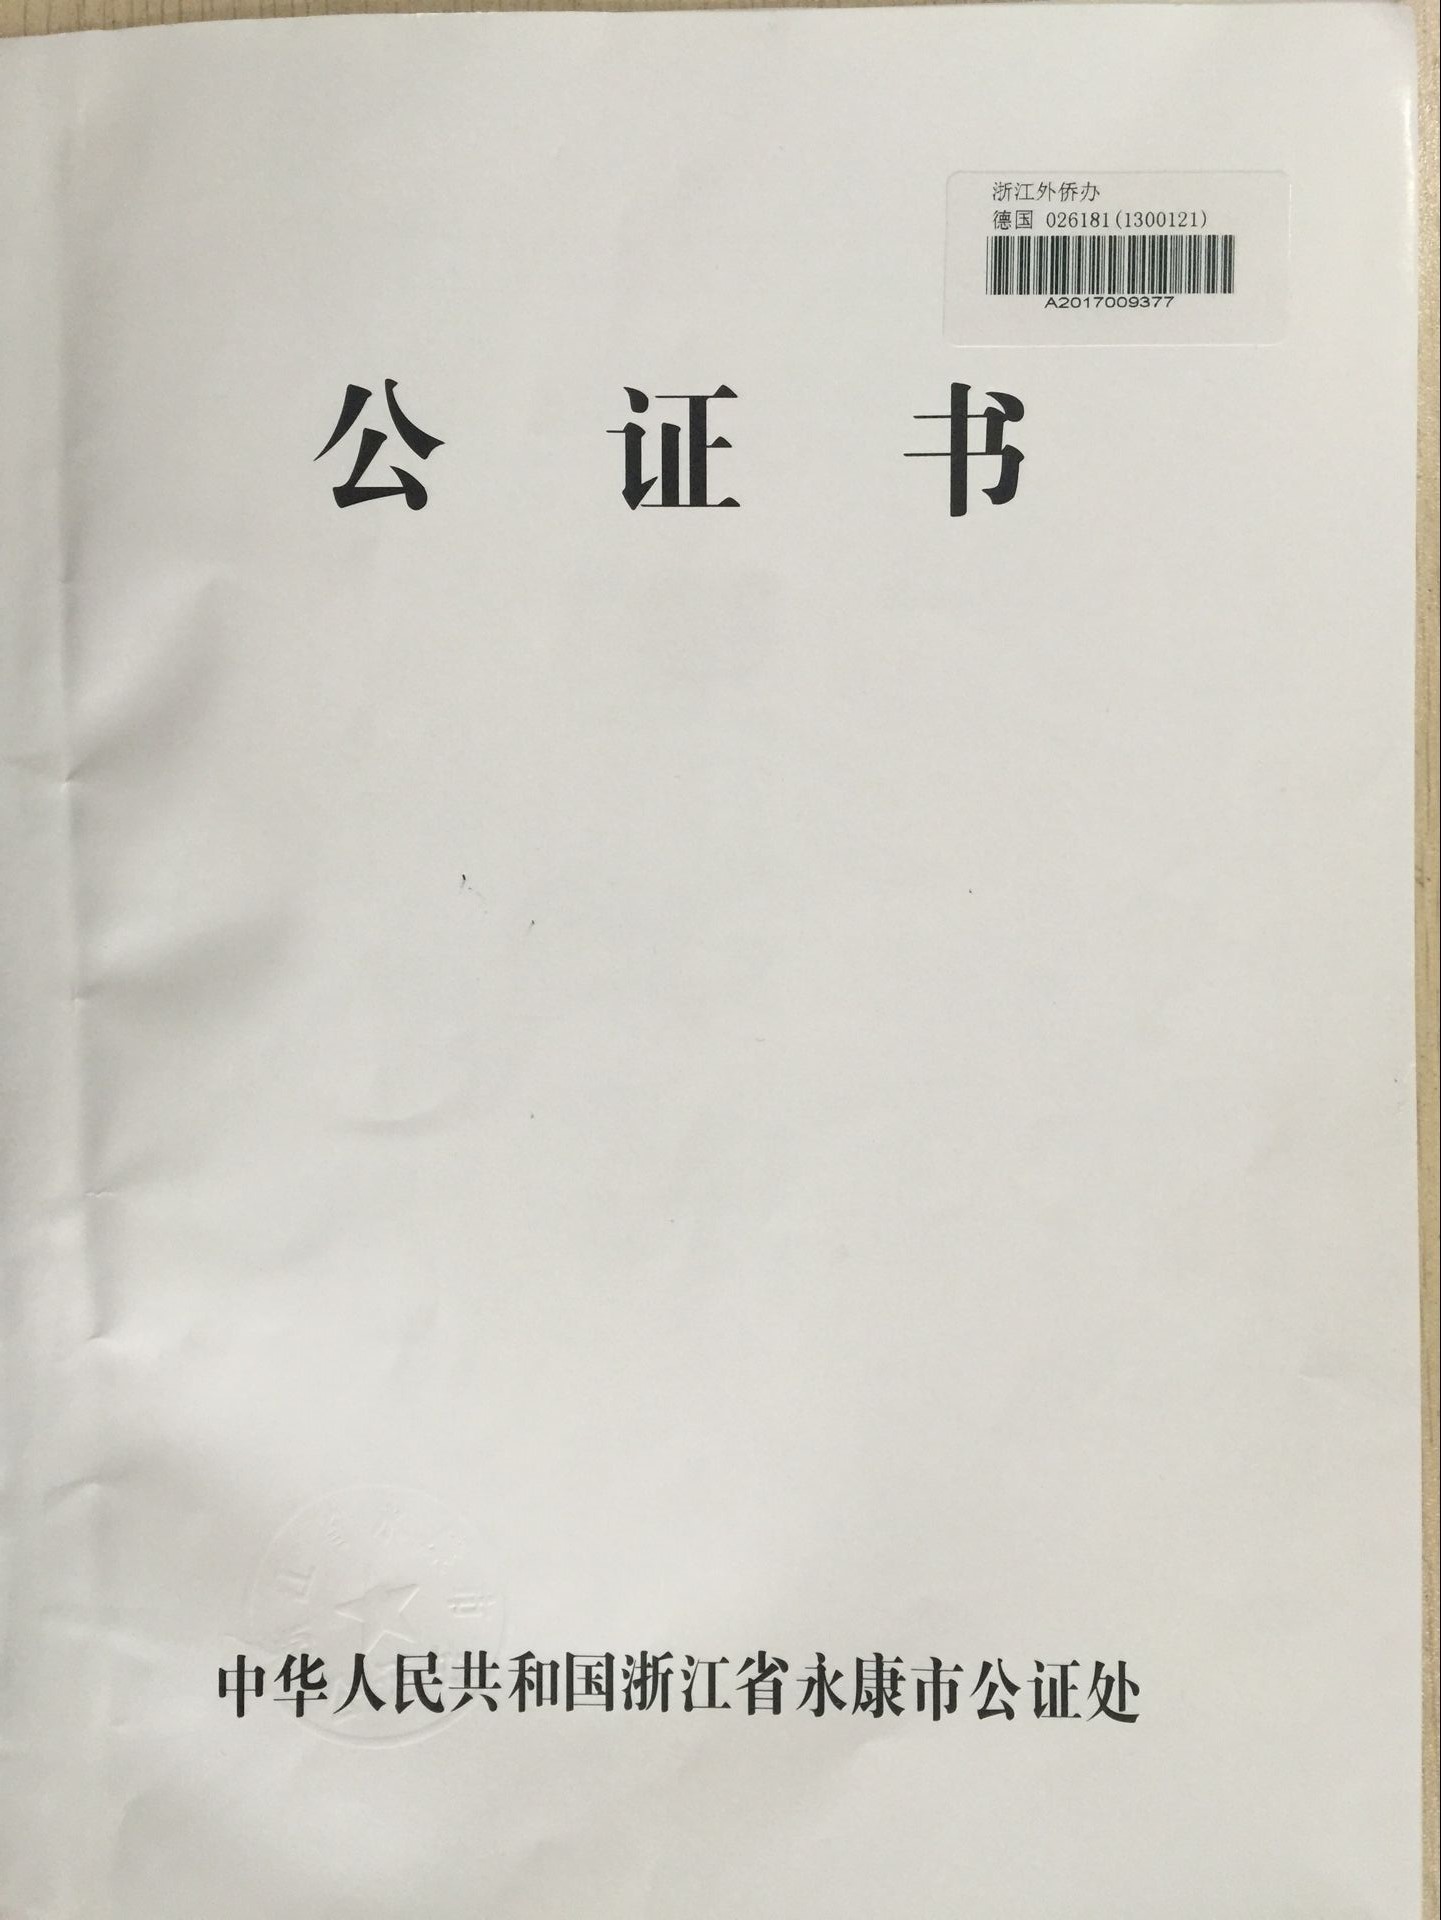 浙江外侨办
德国 026181(1300121)
A2017009377
公证书
中华人民共和国浙江省永康市公证处